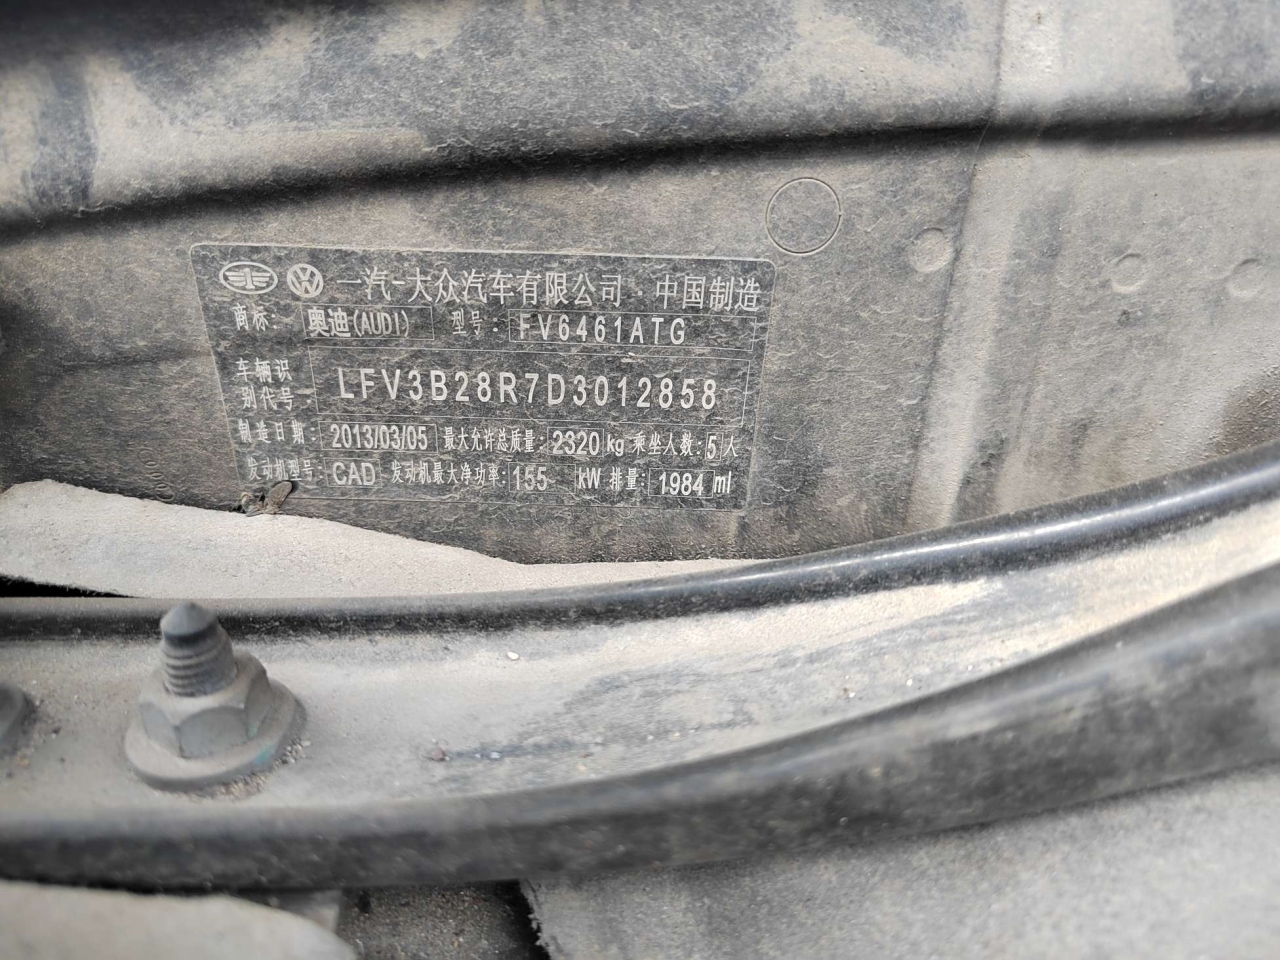 一汽-大众汽车有限公司 中国制造
商标: 奥迪(AUDI) 型号: FV6461ATG
车辆识别代号 LFV3B28R7D3012858
制造日期: 2013/03/05 最大允许总质量: 2320 kg 乘坐人数: 5 人
发动机型号: CAD 发动机最大净功率: 155 kW 排量: 1984 ml